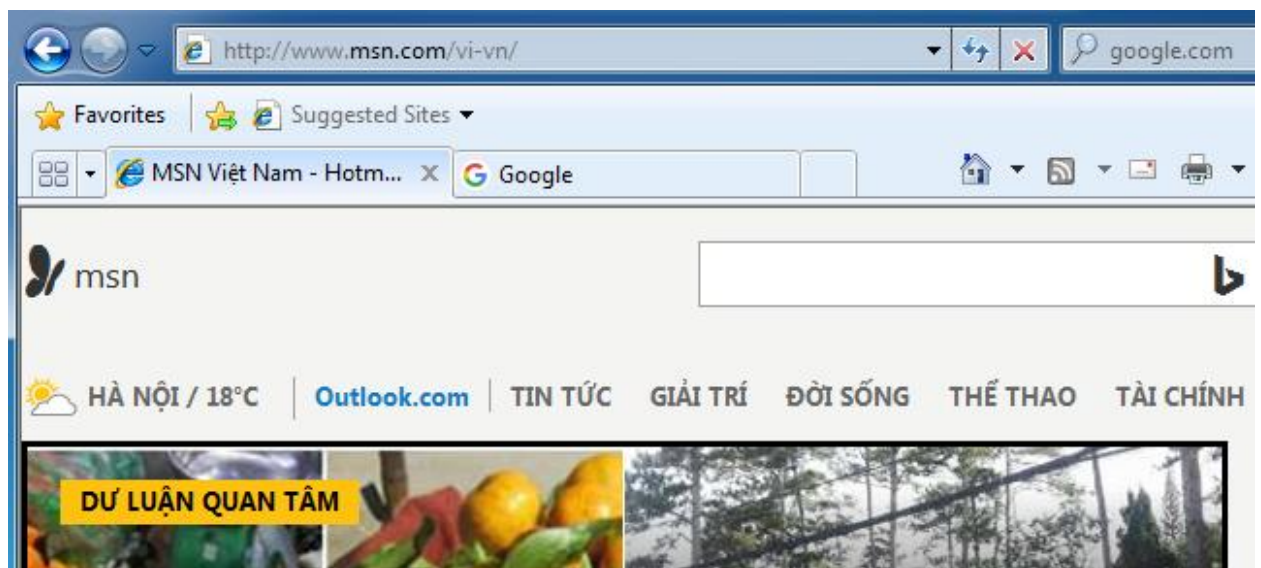 http://www.msn.com/vi-vn/ google.com
Favorites Suggested Sites
MSN Việt Nam - Hotm... X Google
msn
HÀ NỘI / 18°C Outlook.com TIN TỨC GIẢI TRÍ ĐỜI SỐNG THỂ THAO TÀI CHÍNH
DƯ LUẬN QUAN TÂM